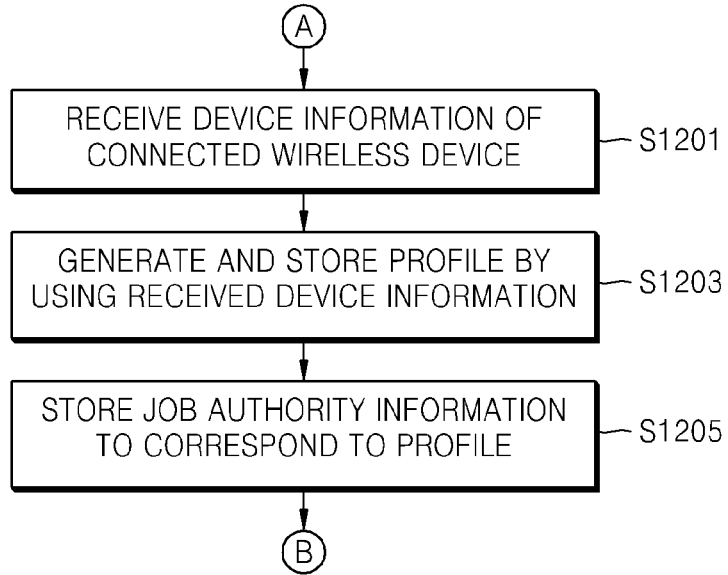 A
RECEIVE DEVICE INFORMATION OF
CONNECTED WIRELESS DEVICE
S1201
GENERATE AND STORE PROFILE BY
USING RECEIVED DEVICE INFORMATION
S1203
STORE JOB AUTHORITY INFORMATION
TO CORRESPOND TO PROFILE
S1205
B